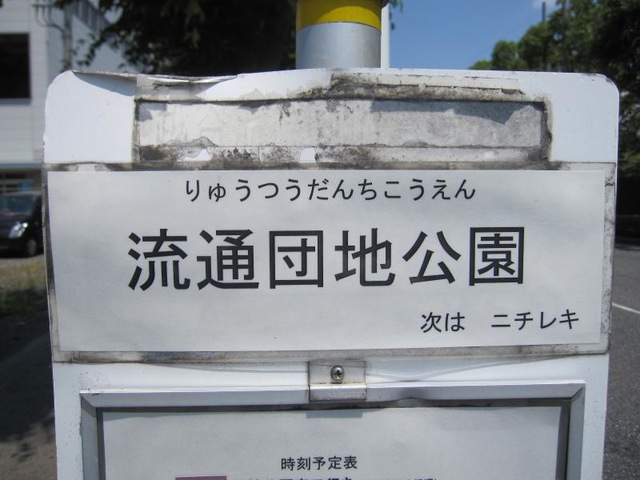 りゅうつうだんちこうえん
流通団地公園
次は ニチレキ
時刻予定表